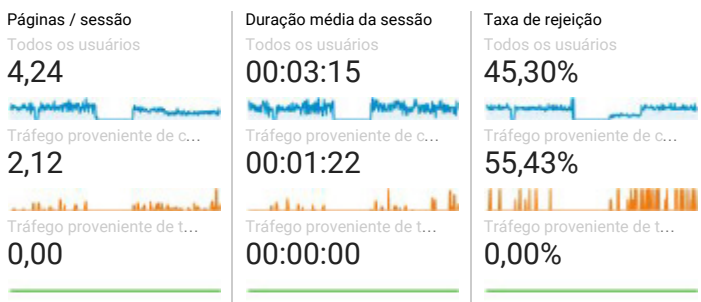 Páginas / sessão
Todos os usuários
4,24
Tráfego proveniente de c...
2,12
Tráfego proveniente de t...
0,00
Duração média da sessão
Todos os usuários
00:03:15
Tráfego proveniente de c...
00:01:22
Tráfego proveniente de t...
00:00:00
Taxa de rejeição
Todos os usuários
45,30%
Tráfego proveniente de c...
55,43%
Tráfego proveniente de t...
0,00%